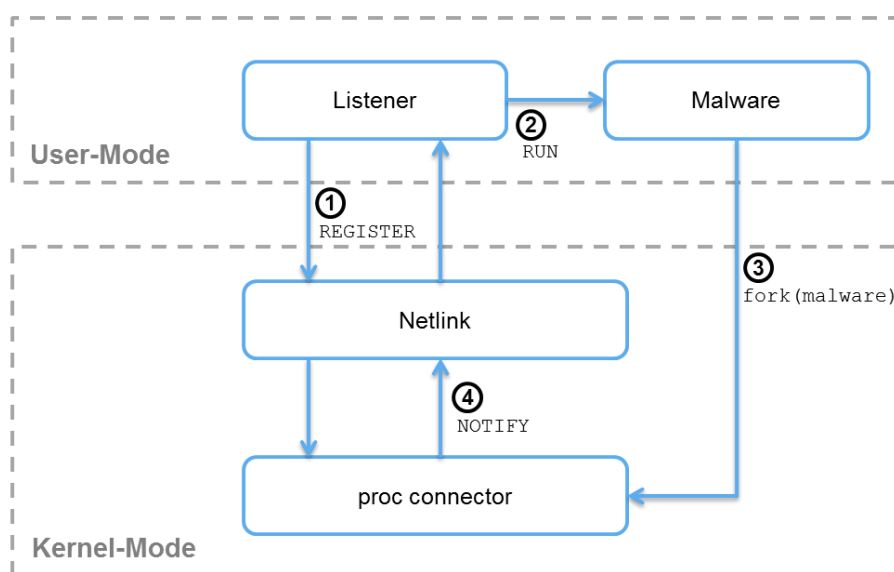 Listener
Malware
2
RUN
User-Mode
1
REGISTER
3
fork(malware)
Netlink
4
NOTIFY
proc connector
Kernel-Mode